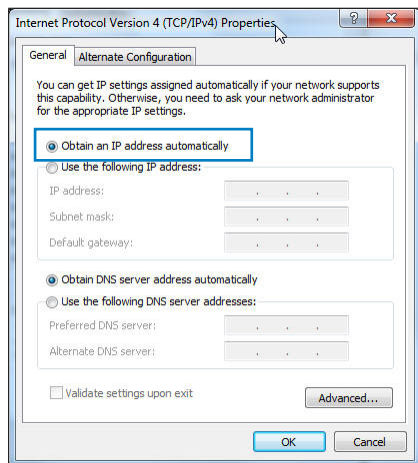 Internet Protocol Version 4 (TCP/IPv4) Properties
General
Alternate Configuration
You can get IP settings assigned automatically if your network supports
this capability. Otherwise, you need to ask your network administrator
for the appropriate IP settings.
Obtain an IP address automatically
Use the following IP address:
IP address:
Subnet mask:
Default gateway:
Obtain DNS server address automatically
Use the following DNS server addresses:
Preferred DNS server:
Alternate DNS server:
Validate settings upon exit
Advanced...
OK
Cancel